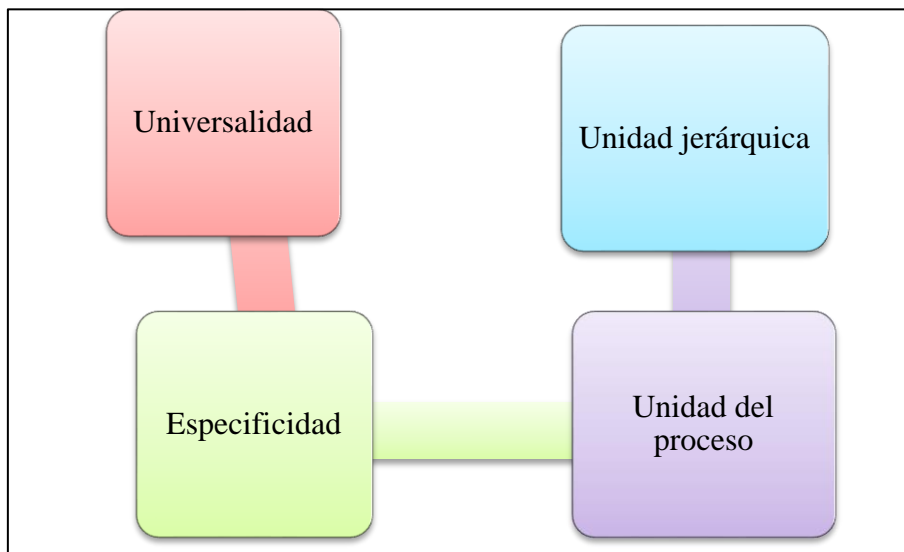 Universalidad
Unidad jerárquica
Especificidad
Unidad del
proceso